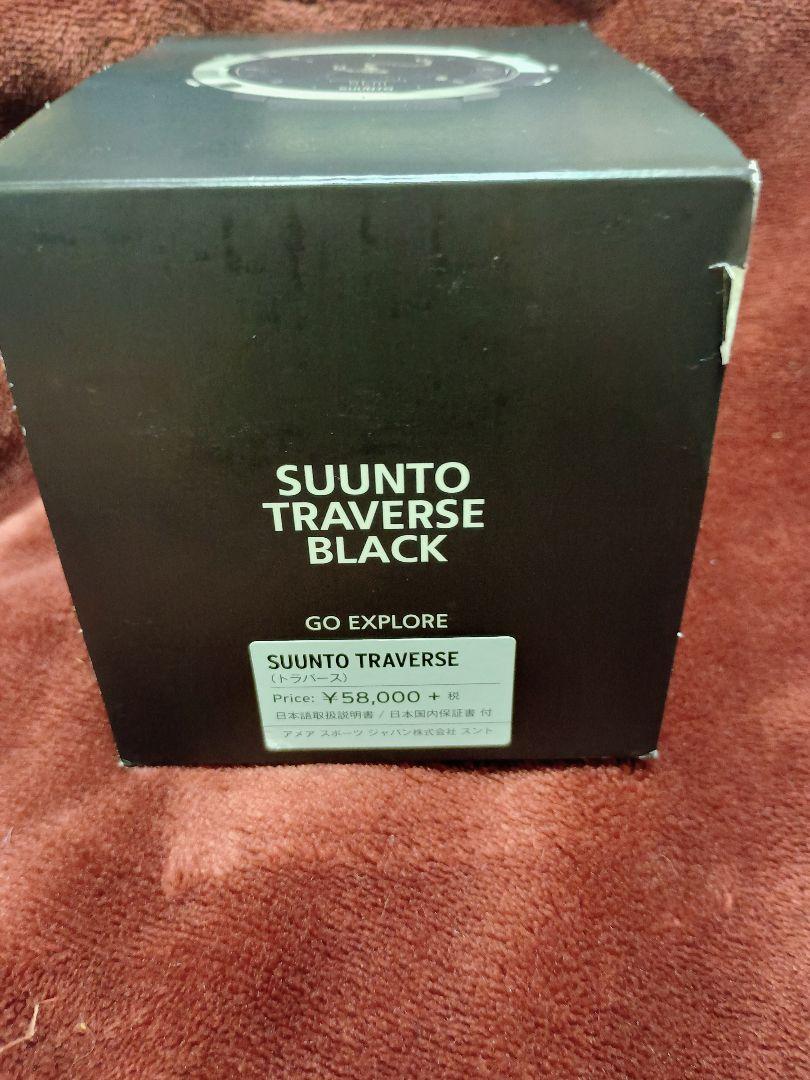 SUUNTO
SUUNTO
TRAVERSE
BLACK
GO EXPLORE
SUUNTO TRAVERSE
(トラバース)
Price: ¥58,000 + 税
日本語取扱説明書 / 日本国内保証書 付
アメア スポーツ ジャパン株式会社 スント